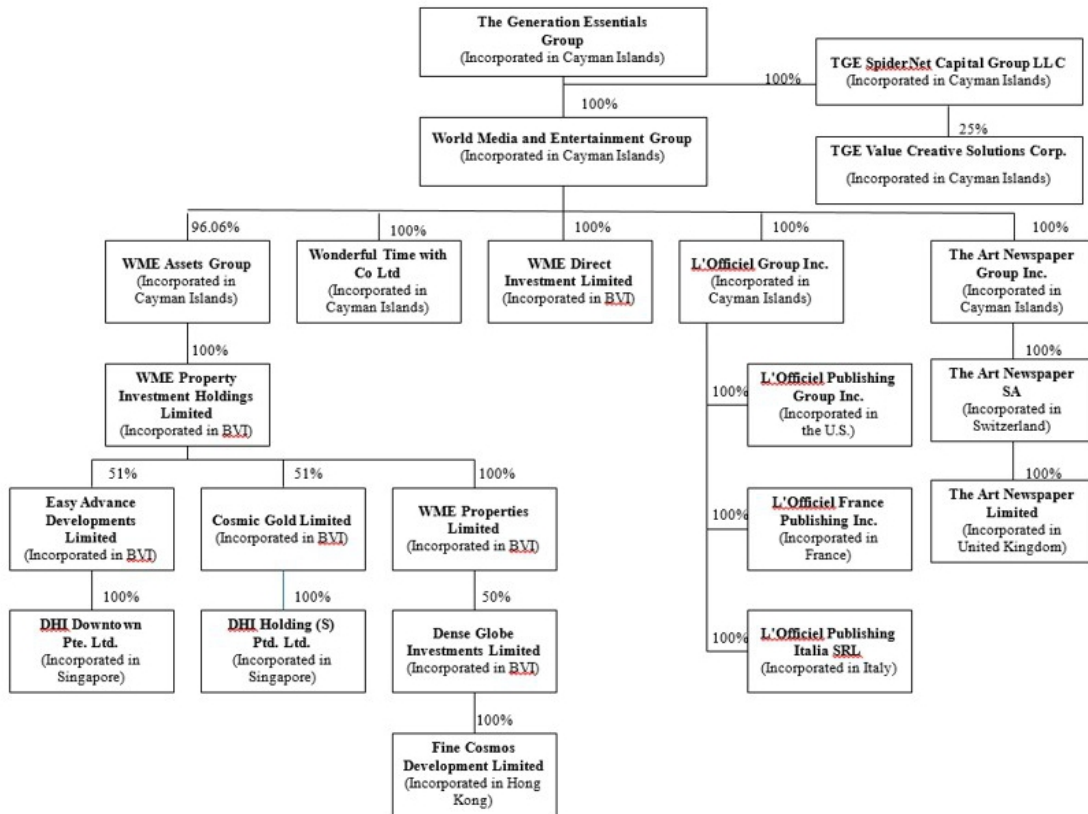 The Generation Essentials
Group
(Incorporated in Cayman Islands)
100%
TGE SpiderNet Capital Group LLC
(Incorporated in Cayman Islands)
100%
World Media and Entertainment Group
(Incorporated in Cayman Islands)
25%
TGE Value Creative Solutions Corp.
(Incorporated in Cayman Islands)
96.06%
100%
100%
100%
100%
WME Assets Group
(Incorporated in
Cayman Islands)
Wonderful Time with
Co Ltd
(Incorporated in
Cayman Islands)
WME Direct
Investment Limited
(Incorporated in BVI)
L'Officiel Group Inc.
(Incorporated in
Cayman Islands)
The Art Newspaper
Group Inc.
(Incorporated in
Cayman Islands)
100%
WME Property
Investment Holdings
Limited
(Incorporated in BVI)
100%
L'Officiel Publishing
Group Inc.
(Incorporated in
the U.S.)
100%
The Art Newspaper
SA
(Incorporated in
Switzerland)
51%
51%
100%
Easy Advance
Developments
Limited
(Incorporated in BVI)
Cosmic Gold Limited
(Incorporated in BVI)
WME Properties
Limited
(Incorporated in BVI)
100%
L'Officiel France
Publishing Inc.
(Incorporated in
France)
100%
The Art Newspaper
Limited
(Incorporated in
United Kingdom)
100%
100%
50%
DHI Downtown
Pte. Ltd.
(Incorporated in
Singapore)
DHI Holding (S)
Ptd. Ltd.
(Incorporated in
Singapore)
Dense Globe
Investments Limited
(Incorporated in BVI)
100%
L'Officiel Publishing
Italia SRL
(Incorporated in Italy)
100%
Fine Cosmos
Development Limited
(Incorporated in Hong
Kong)